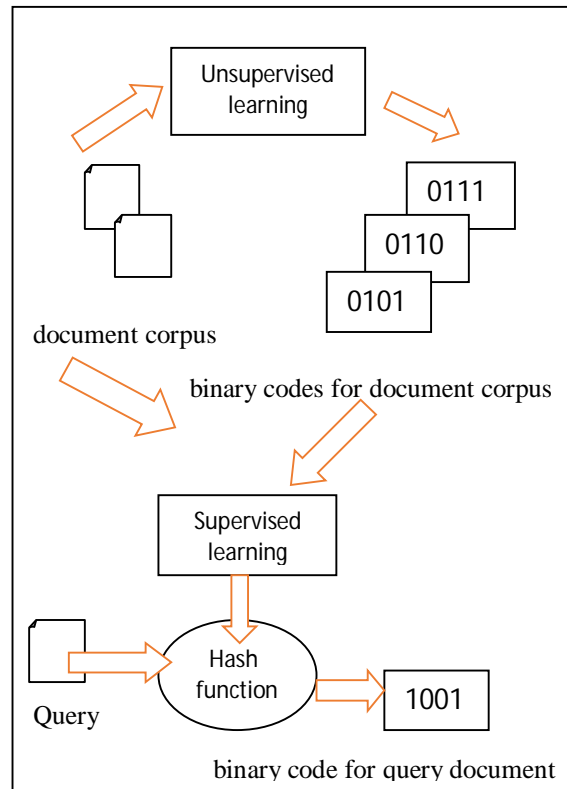 Unsupervised
learning
0111
0110
0101
document corpus
binary codes for document corpus
Supervised
learning
Hash
function
Query
1001
binary code for query document